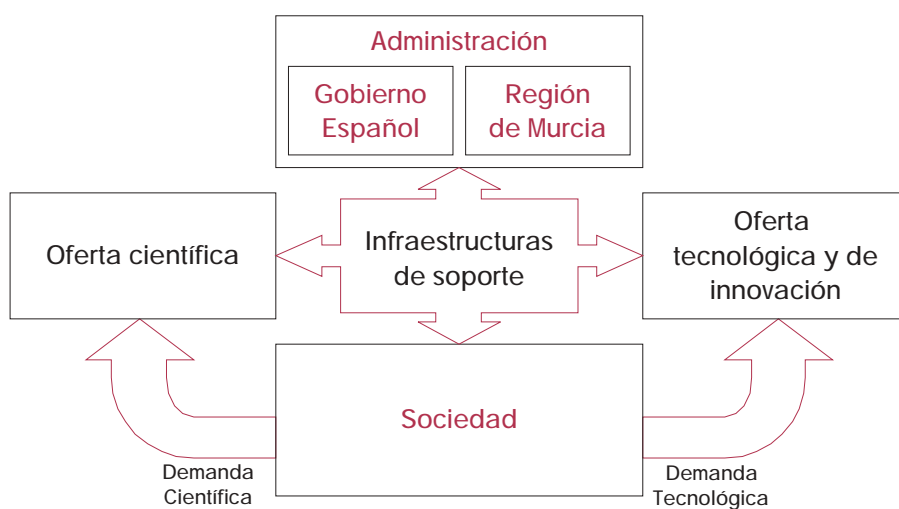 Administración
Gobierno
Español
Región
de Murcia
Oferta científica
Infraestructuras
de soporte
Oferta
tecnológica y de
innovación
Sociedad
Demanda
Científica
Demanda
Tecnológica